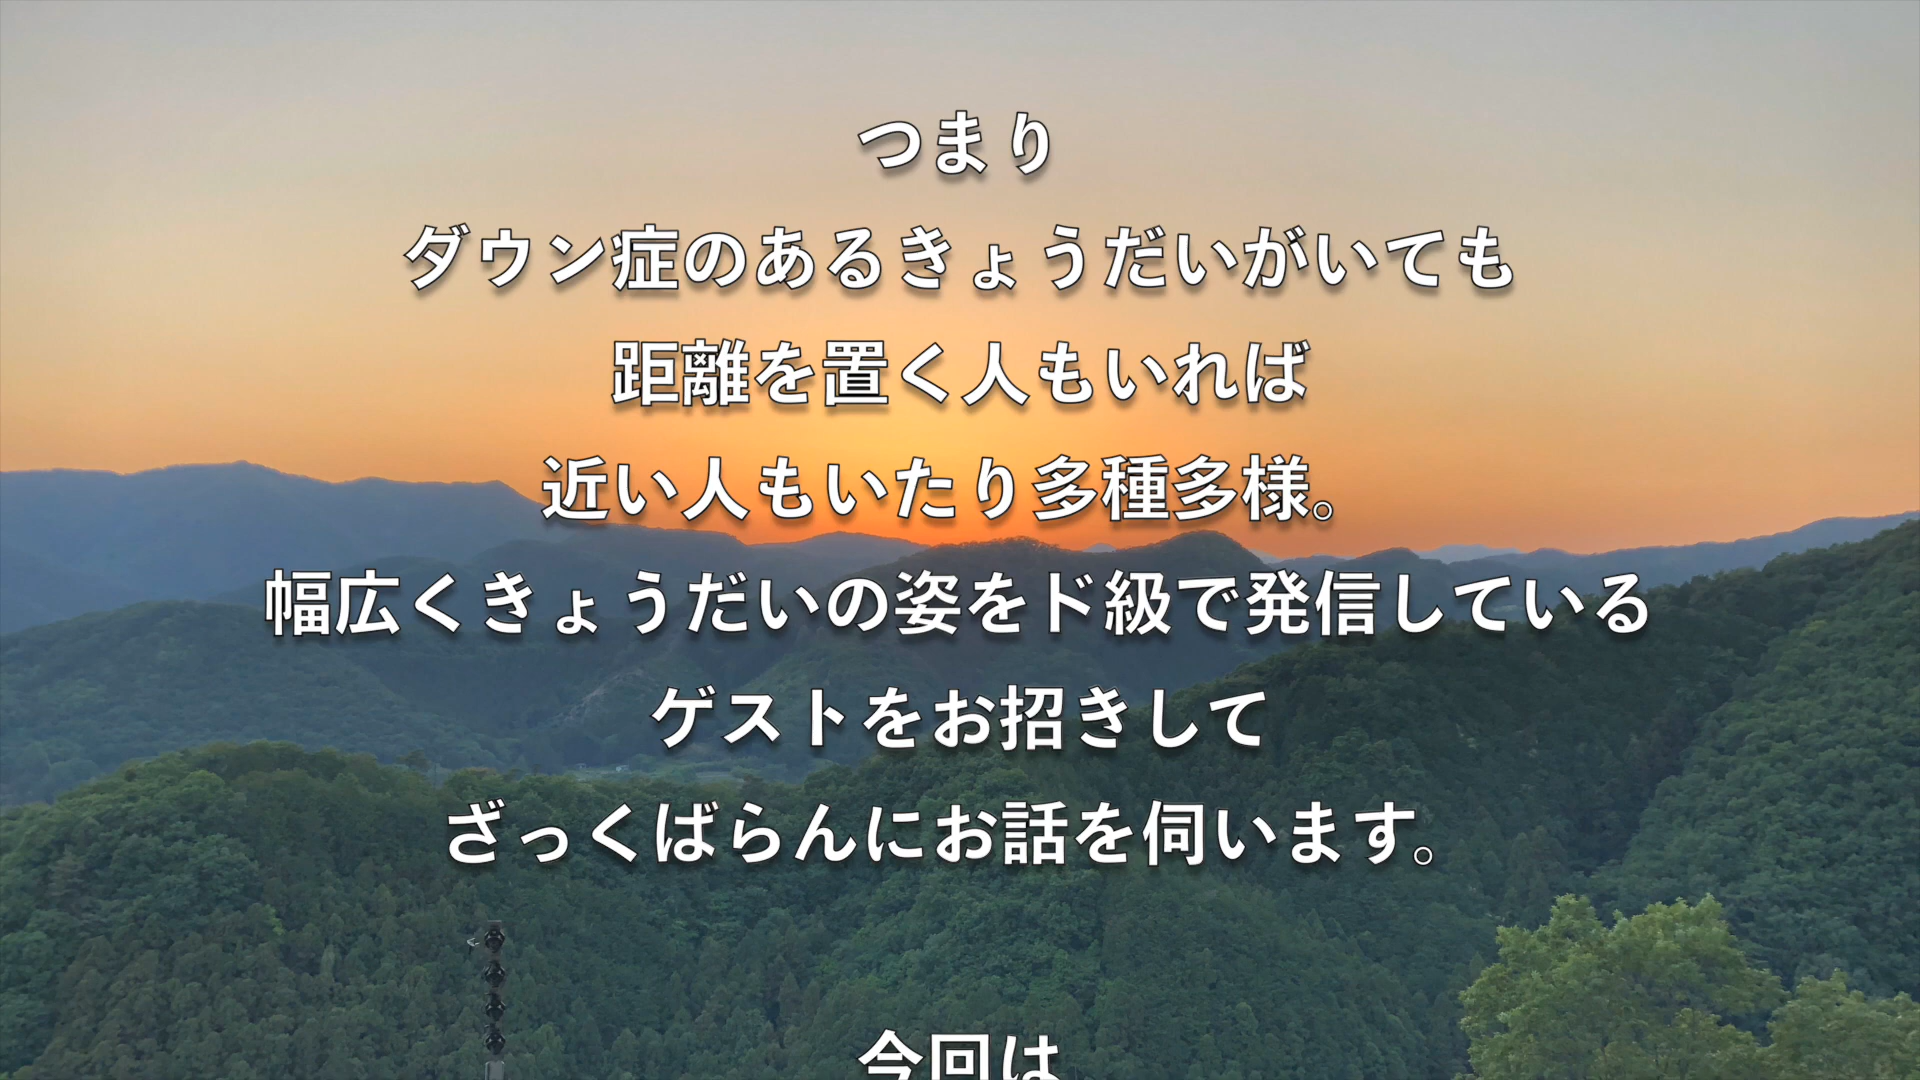 つまり
ダウン症のあるきょうだいがいても
距離を置く人もいれば
近い人もいたり多種多様。
幅広くきょうだいの姿をド級で発信している
ゲストをお招きして
ざっくばらんにお話を伺います。
今回は